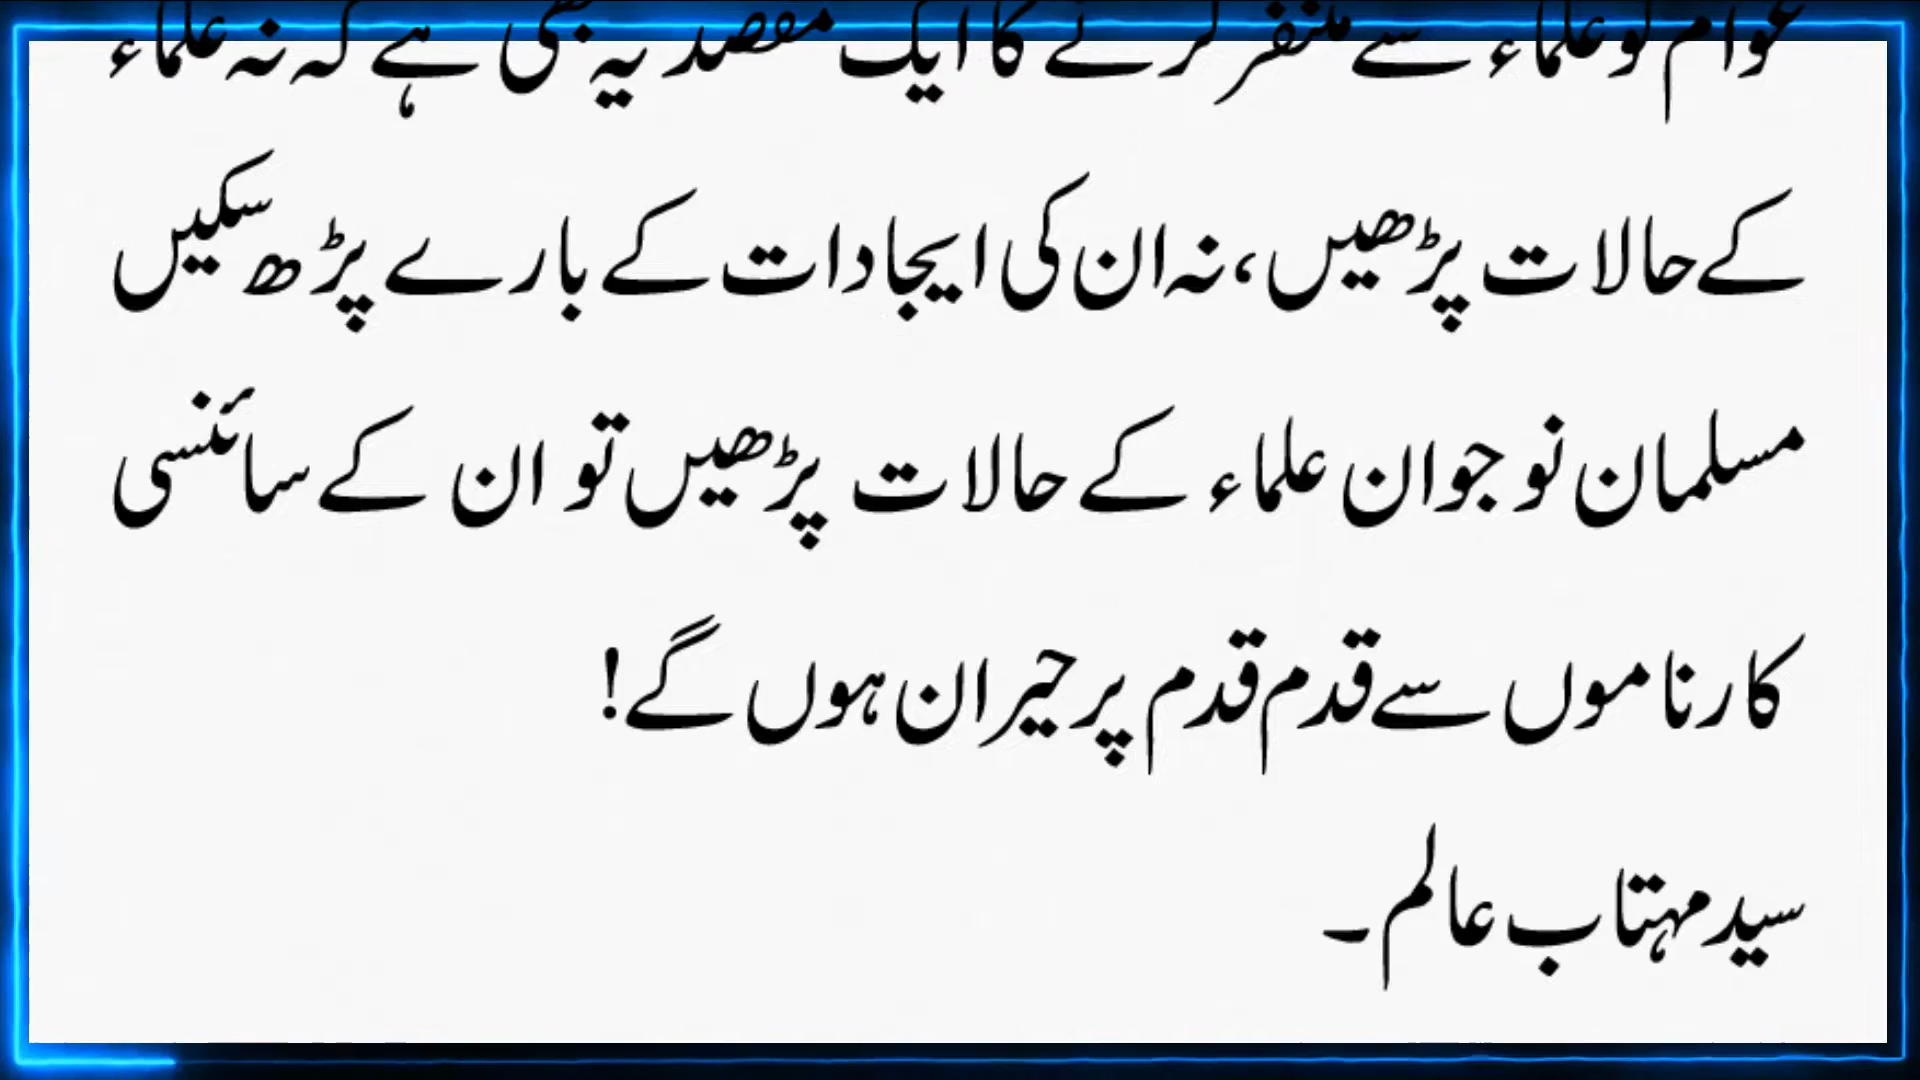 عوام کو علماء سے متنفر کرنے کا ایک مقصد یہ بھی ہے کہ نہ علماء
کے حالات پڑھیں، نہ ان کی ایجادات کے بارے پڑھ سکیں
مسلمان نوجوان علماء کے حالات پڑھیں تو ان کے سائنسی
کارناموں سے قدم قدم پر حیران ہوں گے!
سید مہتاب عالم۔